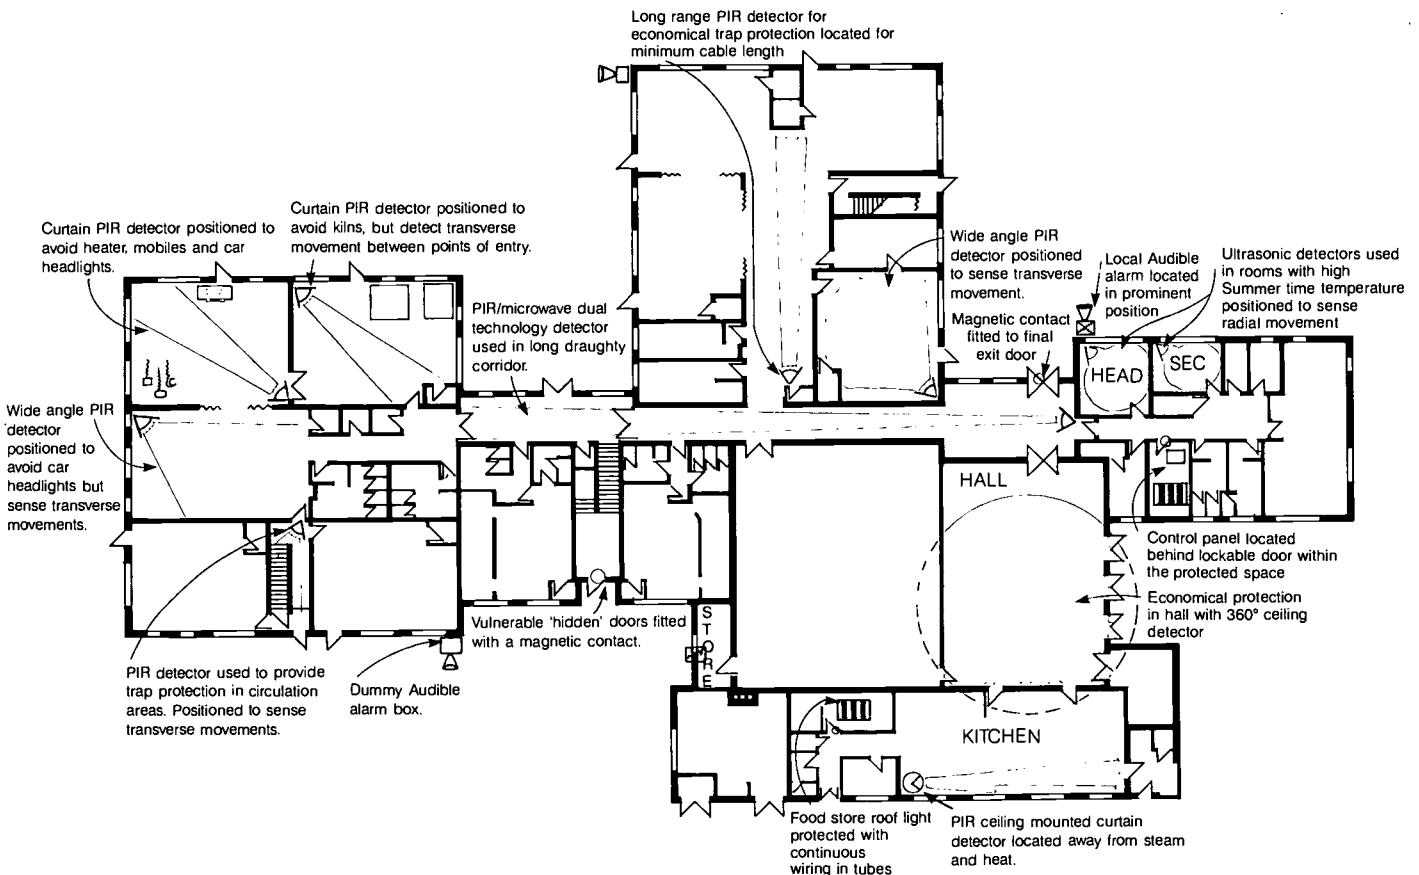 Long range PIR detector for
economical trap protection located for
minimum cable length
Curtain PIR detector positioned to
avoid heater, mobiles and car
headlights.
Curtain PIR detector positioned to
avoid kilns, but detect transverse
movement between points of entry.
PIR/microwave dual
technology detector
used in long draughty
corridor.
Wide angle PIR
detector positioned
to sense transverse
movement.
Magnetic contact
fitted to final
exit door
Local Audible
alarm located
in prominent
position
Ultrasonic detectors used
in rooms with high
Summer time temperature
positioned to sense
radial movement
HEAD
SEC
Wide angle PIR
detector
positioned to
avoid car
headlights but
sense transverse
movements.
HALL
Control panel located
behind lockable door within
the protected space
Economical protection
in hall with 360° ceiling
detector
Vulnerable 'hidden' doors fitted
with a magnetic contact.
STORE
PIR detector used to provide
trap protection in circulation
areas. Positioned to sense
transverse movements.
Dummy Audible
alarm box.
KITCHEN
Food store roof light
protected with
continuous
wiring in tubes
PIR ceiling mounted curtain
detector located away from steam
and heat.